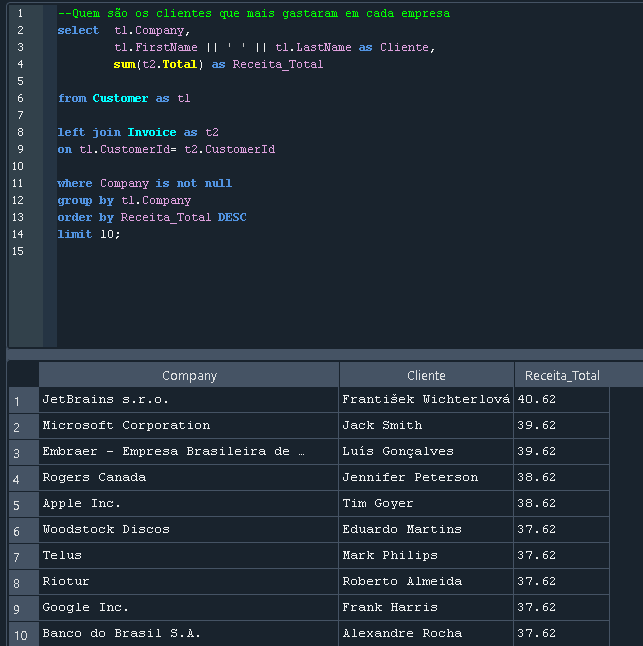 1 --Quem são os clientes que mais gastaram em cada empresa
2 select t1.Company,
3 t1.FirstName || ' ' || t1.LastName as Cliente,
4 sum(t2.Total) as Receita_Total
5
6 from Customer as t1
7
8 left join Invoice as t2
9 on t1.CustomerId= t2.CustomerId
10
11 where Company is not null
12 group by t1.Company
13 order by Receita_Total DESC
14 limit 10;
15
Company Cliente Receita_Total
1 JetBrains s.r.o. František Wichterlová 40.62
2 Microsoft Corporation Jack Smith 39.62
3 Embraer - Empresa Brasileira de … Luís Gonçalves 39.62
4 Rogers Canada Jennifer Peterson 38.62
5 Apple Inc. Tim Goyer 38.62
6 Woodstock Discos Eduardo Martins 37.62
7 Telus Mark Philips 37.62
8 Riotur Roberto Almeida 37.62
9 Google Inc. Frank Harris 37.62
10 Banco do Brasil S.A. Alexandre Rocha 37.62